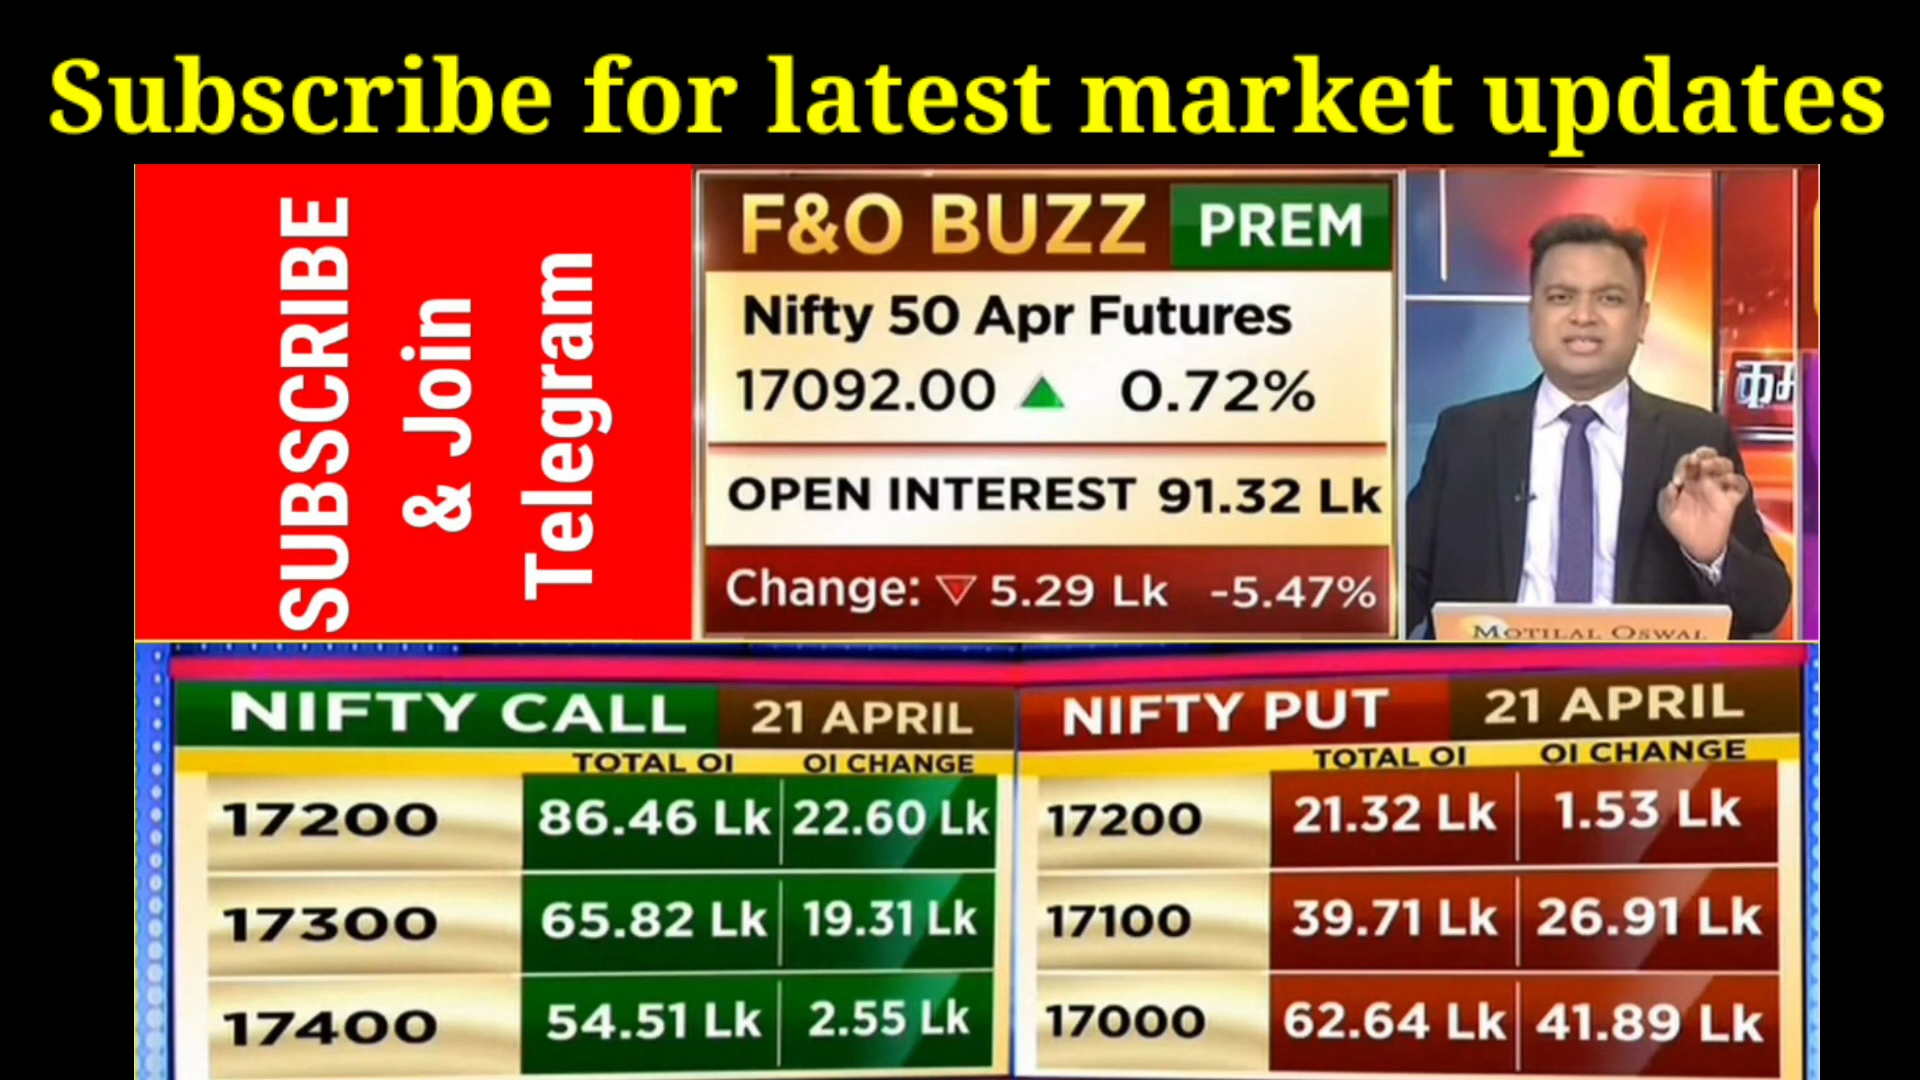 Subscribe for latest market updates
SUBSCRIBE
& Join
Telegram
F&O BUZZ PREM
Nifty 50 Apr Futures
17092.00 ▲ 0.72%
OPEN INTEREST 91.32 Lk
Change: ▽ 5.29 Lk -5.47%
MOTILAL OSWAL
NIFTY CALL 21 APRIL
TOTAL OI OI CHANGE
17200 86.46 Lk 22.60 Lk
17300 65.82 Lk 19.31 Lk
17400 54.51 Lk 2.55 Lk
NIFTY PUT 21 APRIL
TOTAL OI OI CHANGE
17200 21.32 Lk 1.53 Lk
17100 39.71 Lk 26.91 Lk
17000 62.64 Lk 41.89 Lk